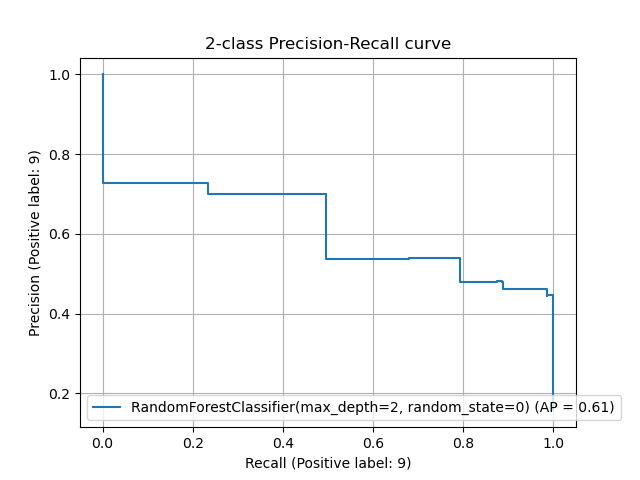 2-class Precision-Recall curve
Precision (Positive label: 9)
1.0
0.8
0.6
0.4
0.2
RandomForestClassifier(max_depth=2, random_state=0) (AP = 0.61)
0.0 0.2 0.4 0.6 0.8 1.0
Recall (Positive label: 9)